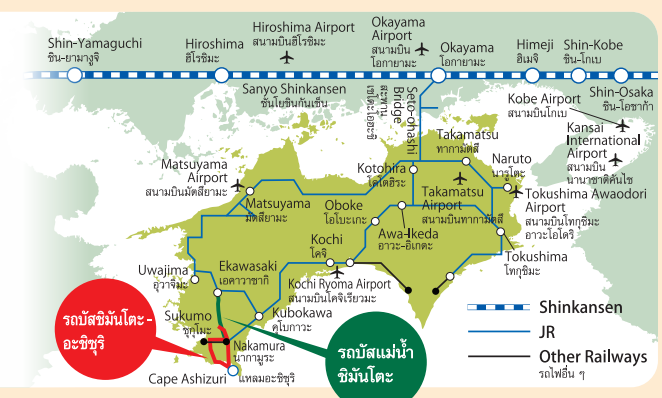 Hiroshima Airport
สนามบินฮิโรชิมะ
Okayama
Airport
สนามบิน
โอกายามะ
Shin-Yamaguchi
ชิน-ยามางูจิ
Hiroshima
ฮิโรชิมะ
Okayama
โอกายามะ
Himeji
ฮิเมจิ
Shin-Kobe
ชิน-โกเบ
Sanyo Shinkansen
ซันโยชินกันเซ็น
Seto-ohashi
Bridge
สะพาน
เซโตะโอฮะชิ
Shin-Osaka
ชิน-โอซาก้า
Kobe Airport
สนามบินโกเบ
Kansai
International
Airport
สนามบิน
นานาชาติคันไซ
Takamatsu
ทากามัตสึ
Naruto
นารูโตะ
Matsuyama
Airport
สนามบินมัตสึยามะ
Kotohira
โคโตฮิระ
Matsuyama
มัตสึยามะ
Oboke
โอโบะเกะ
Takamatsu
Airport
สนามบินทากามัตสึ
Tokushima Awaodori
Airport
สนามบินโทกุชิมะ
อาวะโอโดริ
Awa-Ikeda
อาวะ-อิเกดะ
Kochi
โคจิ
Tokushima
โทกุชิมะ
Uwajima
อุวาจิมะ
Ekawasaki
เอคาวาซากิ
Kochi Ryoma Airport
สนามบินโคจิเรียวมะ
รถบัสชิมันโตะ -
อะชิซุริ
Sukumo
ซุกุโมะ
Kubokawa
คุโบกาวะ
Nakamura
นากามูระ
รถบัสแม่น้ำ
ชิมันโตะ
Cape Ashizuri
แหลมอะชิซุริ
Shinkansen
JR
Other Railways
รถไฟอื่น ๆ